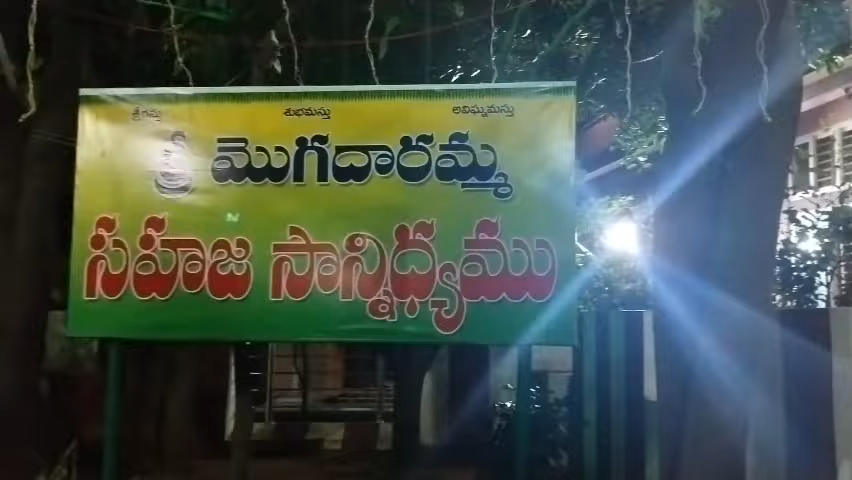 శ్రీరస్తు శుభమస్తు అవిఘ్నమస్తు
శ్రీ మొగదారమ్మ
సహజ సాన్నిధ్యము